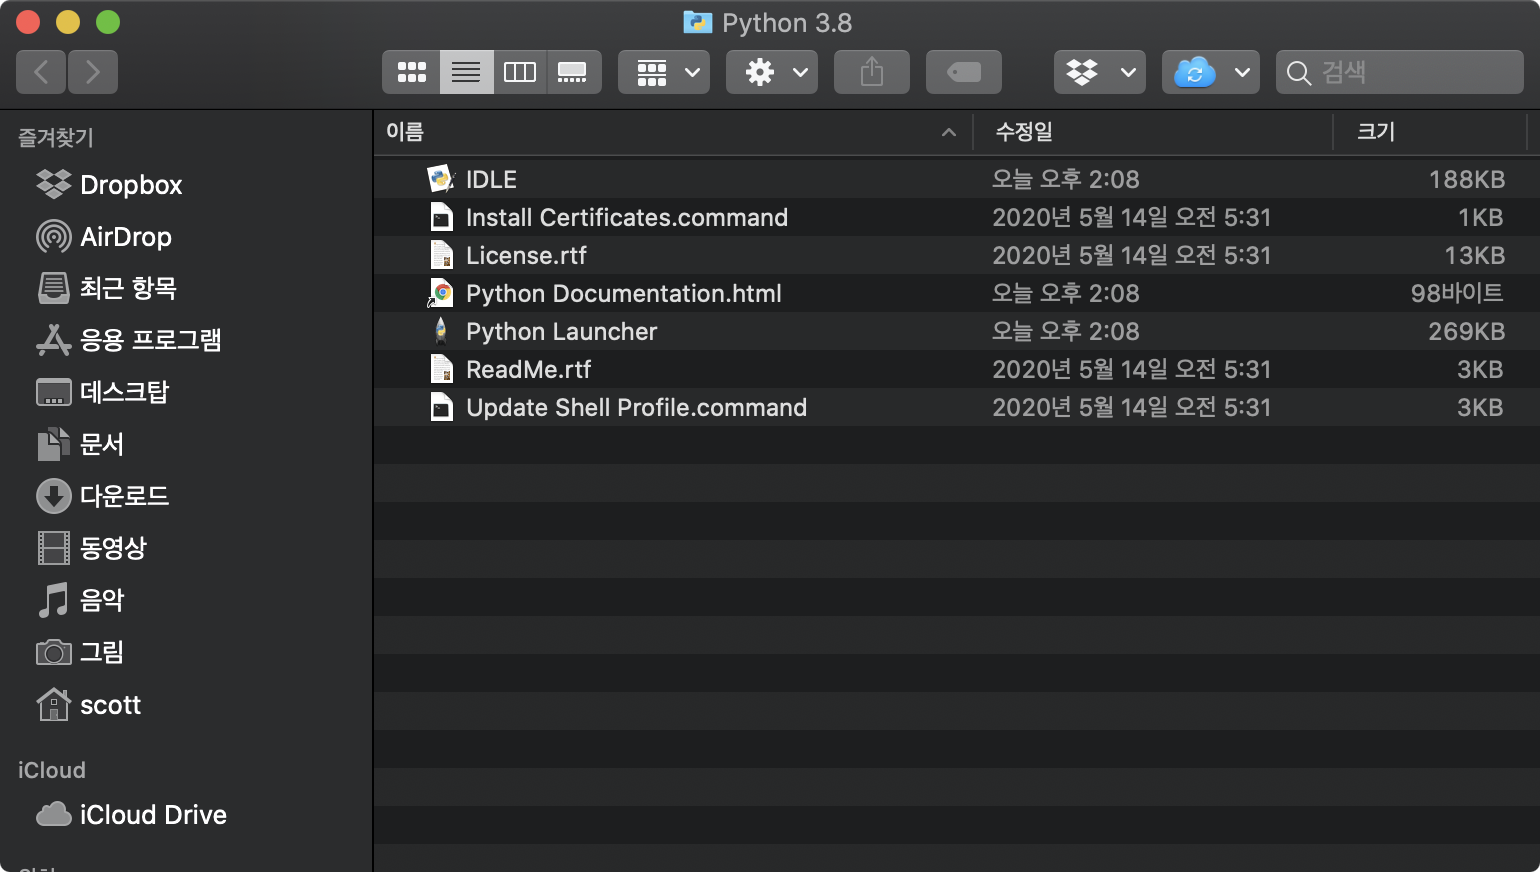 Python 3.8
검색
즐겨찾기
Dropbox
AirDrop
최근 항목
응용 프로그램
데스크탑
문서
다운로드
동영상
음악
그림
scott
iCloud
iCloud Drive
이름 수정일 크기
IDLE 오늘 오후 2:08 188KB
Install Certificates.command 2020년 5월 14일 오전 5:31 1KB
License.rtf 2020년 5월 14일 오전 5:31 13KB
Python Documentation.html 오늘 오후 2:08 98바이트
Python Launcher 오늘 오후 2:08 269KB
ReadMe.rtf 2020년 5월 14일 오전 5:31 3KB
Update Shell Profile.command 2020년 5월 14일 오전 5:31 3KB